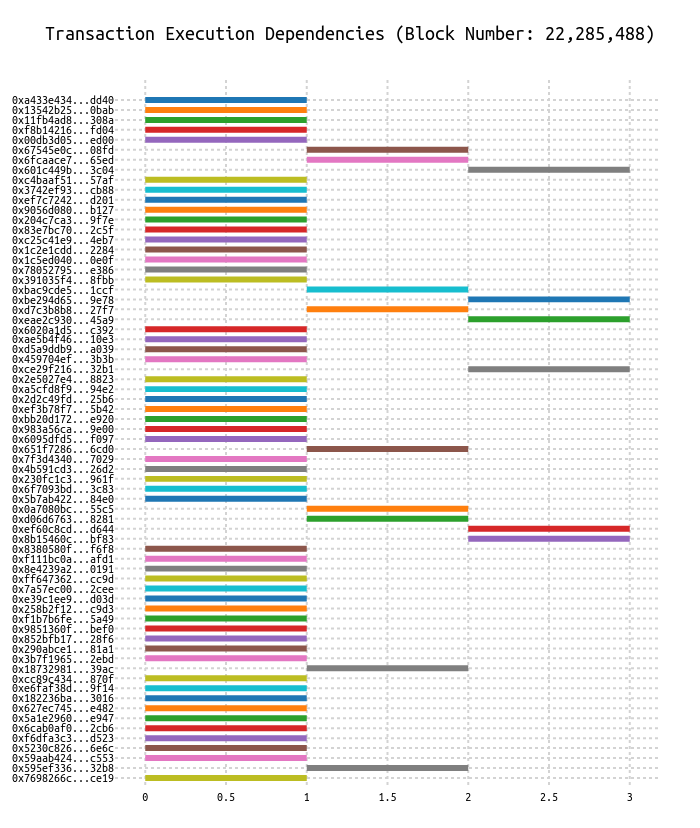 Transaction Execution Dependencies (Block Number: 22,285,488)
0xa433e434...dd40
0x13542b25...0bab
0x11fb4ad8...308a
0xf8b14216...fd04
0x00db3d05...ed00
0x67545e0c...08fd
0x6fcaace7...65ed
0x601c449b...3c04
0xc4baaf51...57af
0x3742ef93...cb88
0xef7c7242...d201
0x9056d080...b127
0x204c7ca3...9f7e
0x83e7bc70...2c5f
0xc25c41e9...4eb7
0x1c2e1cdd...2284
0x1c5ed040...0e0f
0x78052795...e386
0x391035f4...8fbb
0xbac9cde5...1ccf
0xbe294d65...9e78
0xd7c3b8b8...27f7
0xeae2c930...45a9
0x6020a1d5...c392
0xae5b4f46...10e3
0xd5a9ddb9...a039
0x459704ef...3b3b
0xce29f216...32b1
0x2e5027e4...8823
0xa5cfd8f9...94e2
0x2d2c49fd...25b6
0xef3b78f7...5b42
0xbb20d172...e920
0x983a56ca...9e00
0x6095dfd5...f097
0x651f7286...6cd0
0x7f3d4340...7029
0x4b591cd3...26d2
0x230fc1c3...961f
0x6f7093bd...3c83
0x5b7ab422...84e0
0x0a7080bc...55c5
0xd06d6763...8281
0xef60c8cd...d644
0x8b15460c...bf83
0x8380580f...f6f8
0xf111bc0a...afd1
0x8e4239a2...0191
0xff647362...cc9d
0x7a57ec00...2cee
0xe39c1ee9...d03d
0x258b2f12...c9d3
0xf1b7b6fe...5a49
0x9851360f...bef0
0x852bfb17...28f6
0x290abce1...81a1
0x3b7f1965...2ebd
0x18732981...39ac
0xcc89c434...870f
0xe6faf38d...9f14
0x182236ba...3016
0x627ec745...e482
0x5a1e2960...e947
0x6cab0af0...2cb6
0xf6dfa3c3...d523
0x5230c826...6e6c
0x59aab424...c553
0x595ef336...32b8
0x7698266c...ce19
0 0.5 1 1.5 2 2.5 3